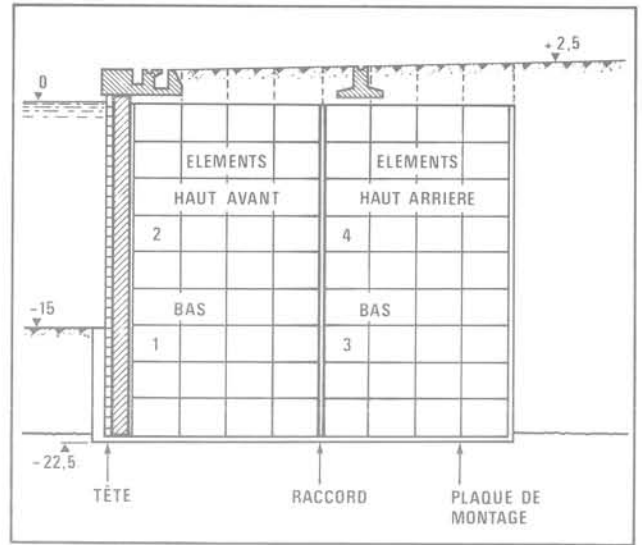 + 2,5
0
ELEMENTS
ELEMENTS
HAUT AVANT
HAUT ARRIERE
2
4
BAS
BAS
-15
1
3
-22,5
TÊTE
RACCORD
PLAQUE DE
MONTAGE